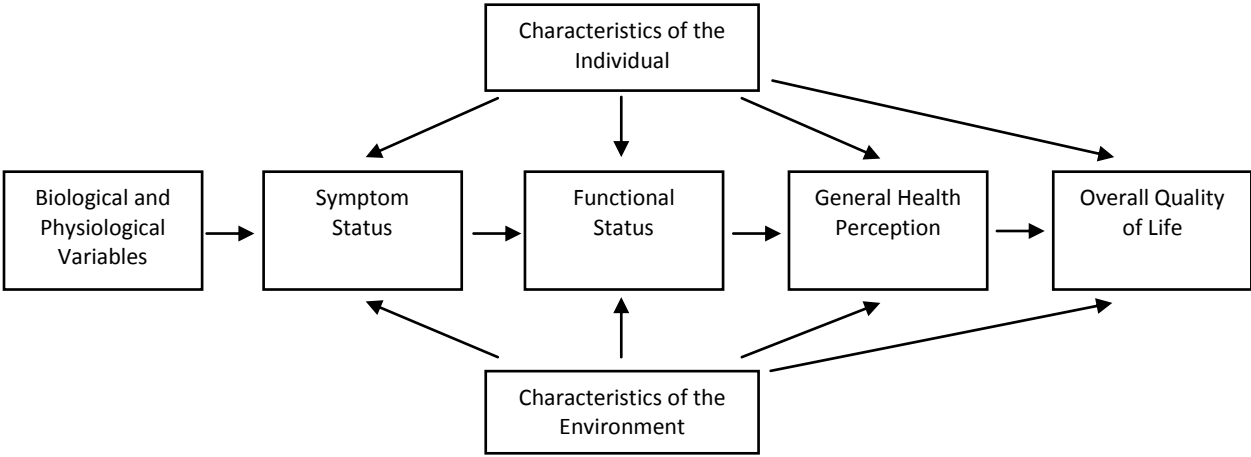 Characteristics of the
Individual
Biological and
Physiological
Variables
Symptom
Status
Functional
Status
General Health
Perception
Overall Quality
of Life
Characteristics of the
Environment